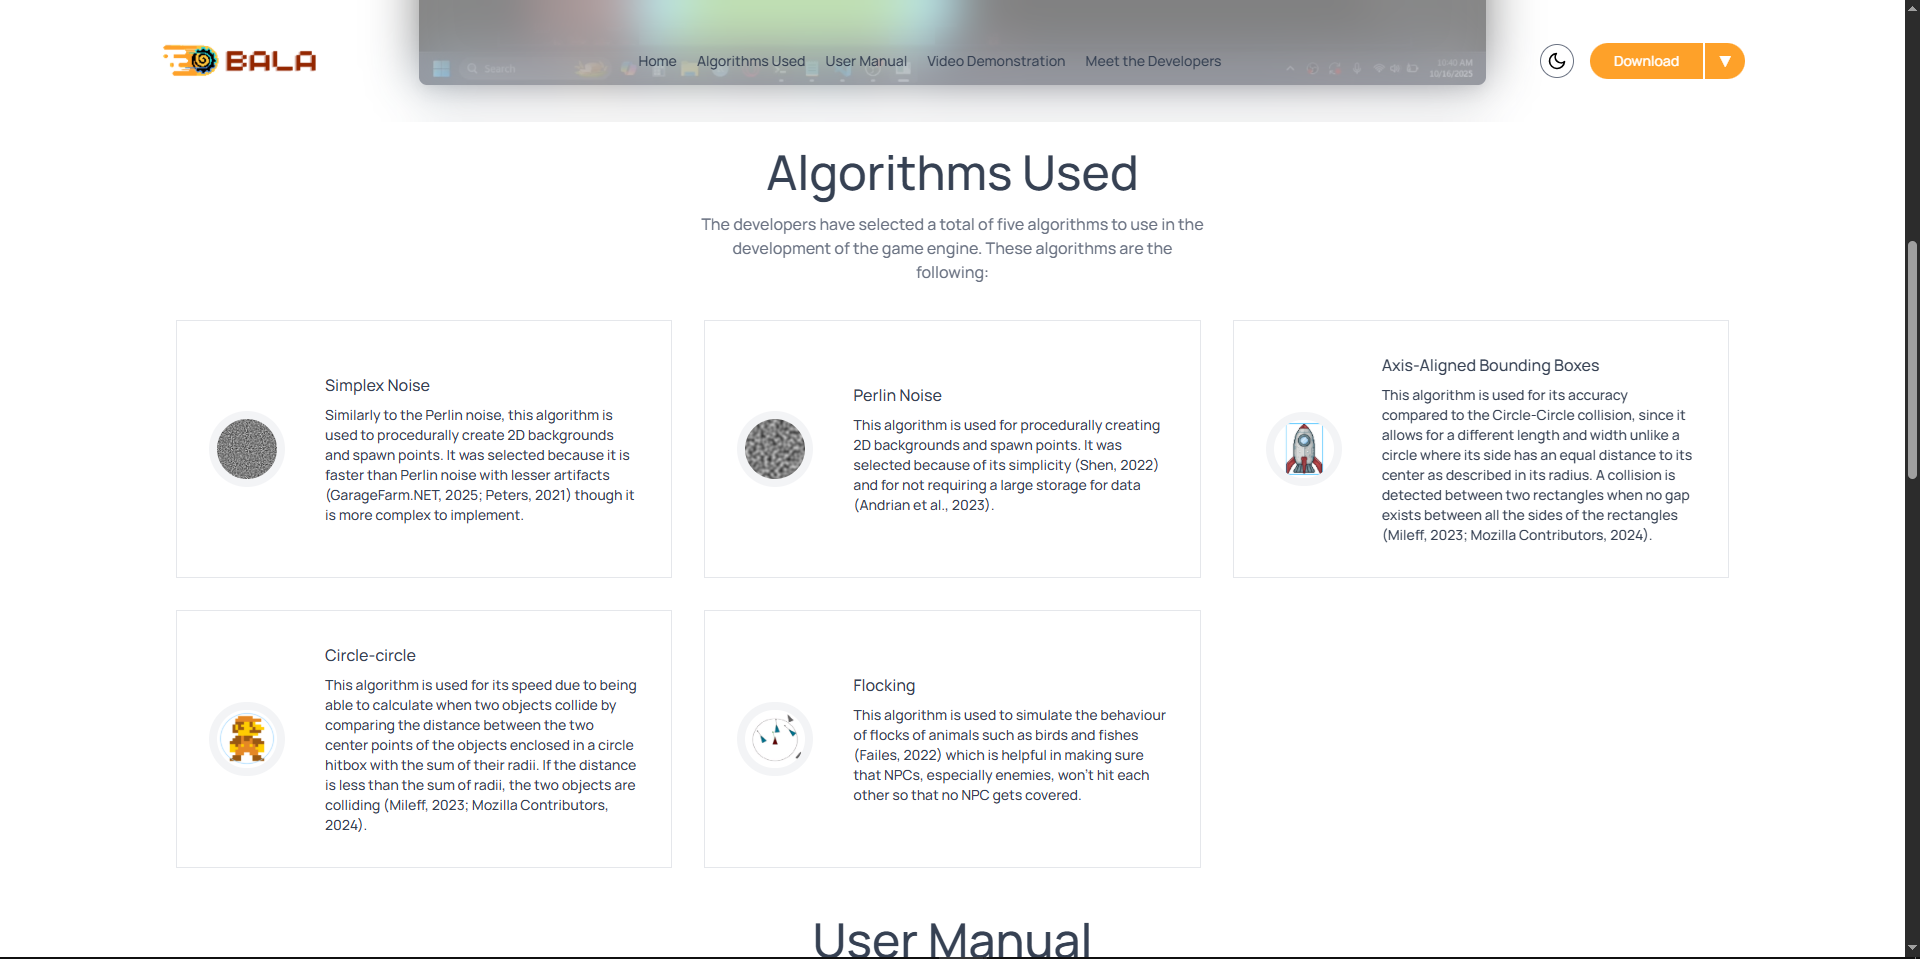 BALA
Search
Home Algorithms Used User Manual Video Demonstration Meet the Developers
10:40 AM
10/16/2025
Download ▼
Algorithms Used
The developers have selected a total of five algorithms to use in the
development of the game engine. These algorithms are the
following:
Simplex Noise
Similarly to the Perlin noise, this algorithm is
used to procedurally create 2D backgrounds
and spawn points. It was selected because it is
faster than Perlin noise with lesser artifacts
(GarageFarm.NET, 2025; Peters, 2021) though it
is more complex to implement.
Perlin Noise
This algorithm is used for procedurally creating
2D backgrounds and spawn points. It was
selected because of its simplicity (Shen, 2022)
and for not requiring a large storage for data
(Andrian et al., 2023).
Axis-Aligned Bounding Boxes
This algorithm is used for its accuracy
compared to the Circle-Circle collision, since it
allows for a different length and width unlike a
circle where its side has an equal distance to its
center as described in its radius. A collision is
detected between two rectangles when no gap
exists between all the sides of the rectangles
(Mileff, 2023; Mozilla Contributors, 2024).
Circle-circle
This algorithm is used for its speed due to being
able to calculate when two objects collide by
comparing the distance between the two
center points of the objects enclosed in a circle
hitbox with the sum of their radii. If the distance
is less than the sum of radii, the two objects are
colliding (Mileff, 2023; Mozilla Contributors,
2024).
Flocking
This algorithm is used to simulate the behaviour
of flocks of animals such as birds and fishes
(Failes, 2022) which is helpful in making sure
that NPCs, especially enemies, won't hit each
other so that no NPC gets covered.
User Manual